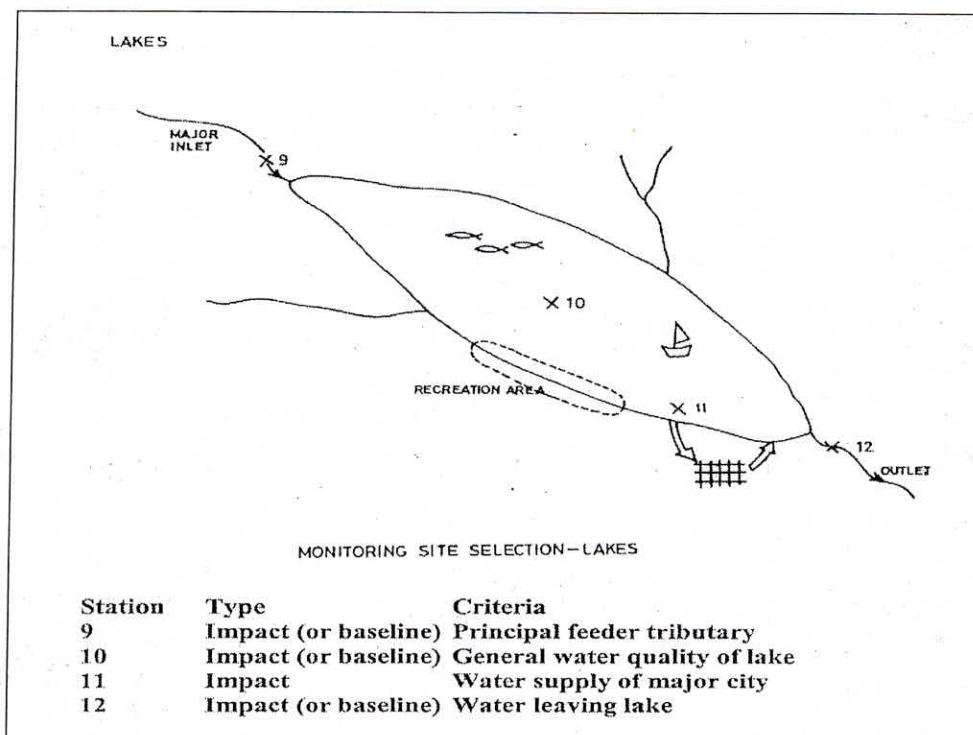 LAKES
MAJOR
INLET
9
10
RECREATION AREA
11
12
OUTLET
MONITORING SITE SELECTION—LAKES
Station Type Criteria
9 Impact (or baseline) Principal feeder tributary
10 Impact (or baseline) General water quality of lake
11 Impact Water supply of major city
12 Impact (or baseline) Water leaving lake